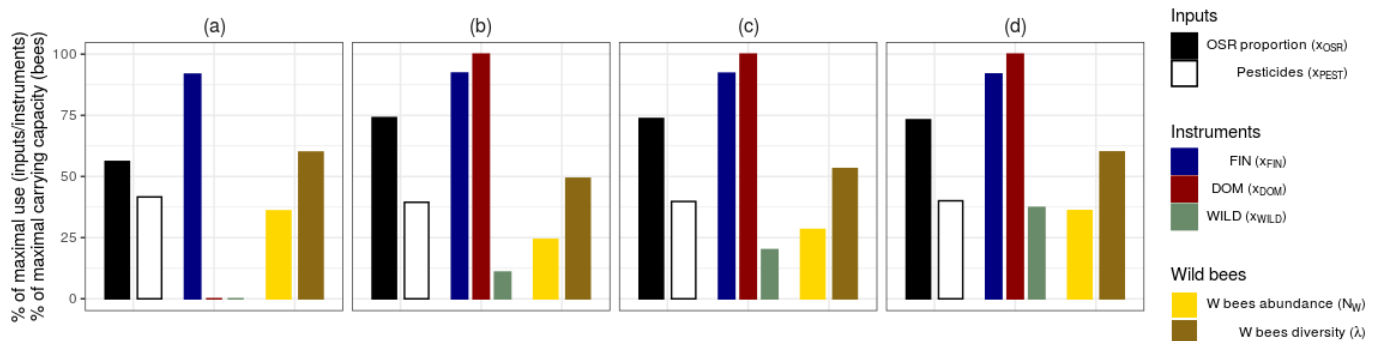 (a) (b) (c) (d)
% of maximal use (inputs/instruments)
% of maximal carrying capacity (bees)
100
75
50
25
0
Inputs
OSR proportion (xOSR)
Pesticides (xPEST)
Instruments
FIN (xFIN)
DOM (xDOM)
WILD (xWILD)
Wild bees
W bees abundance (NW)
W bees diversity (λ)